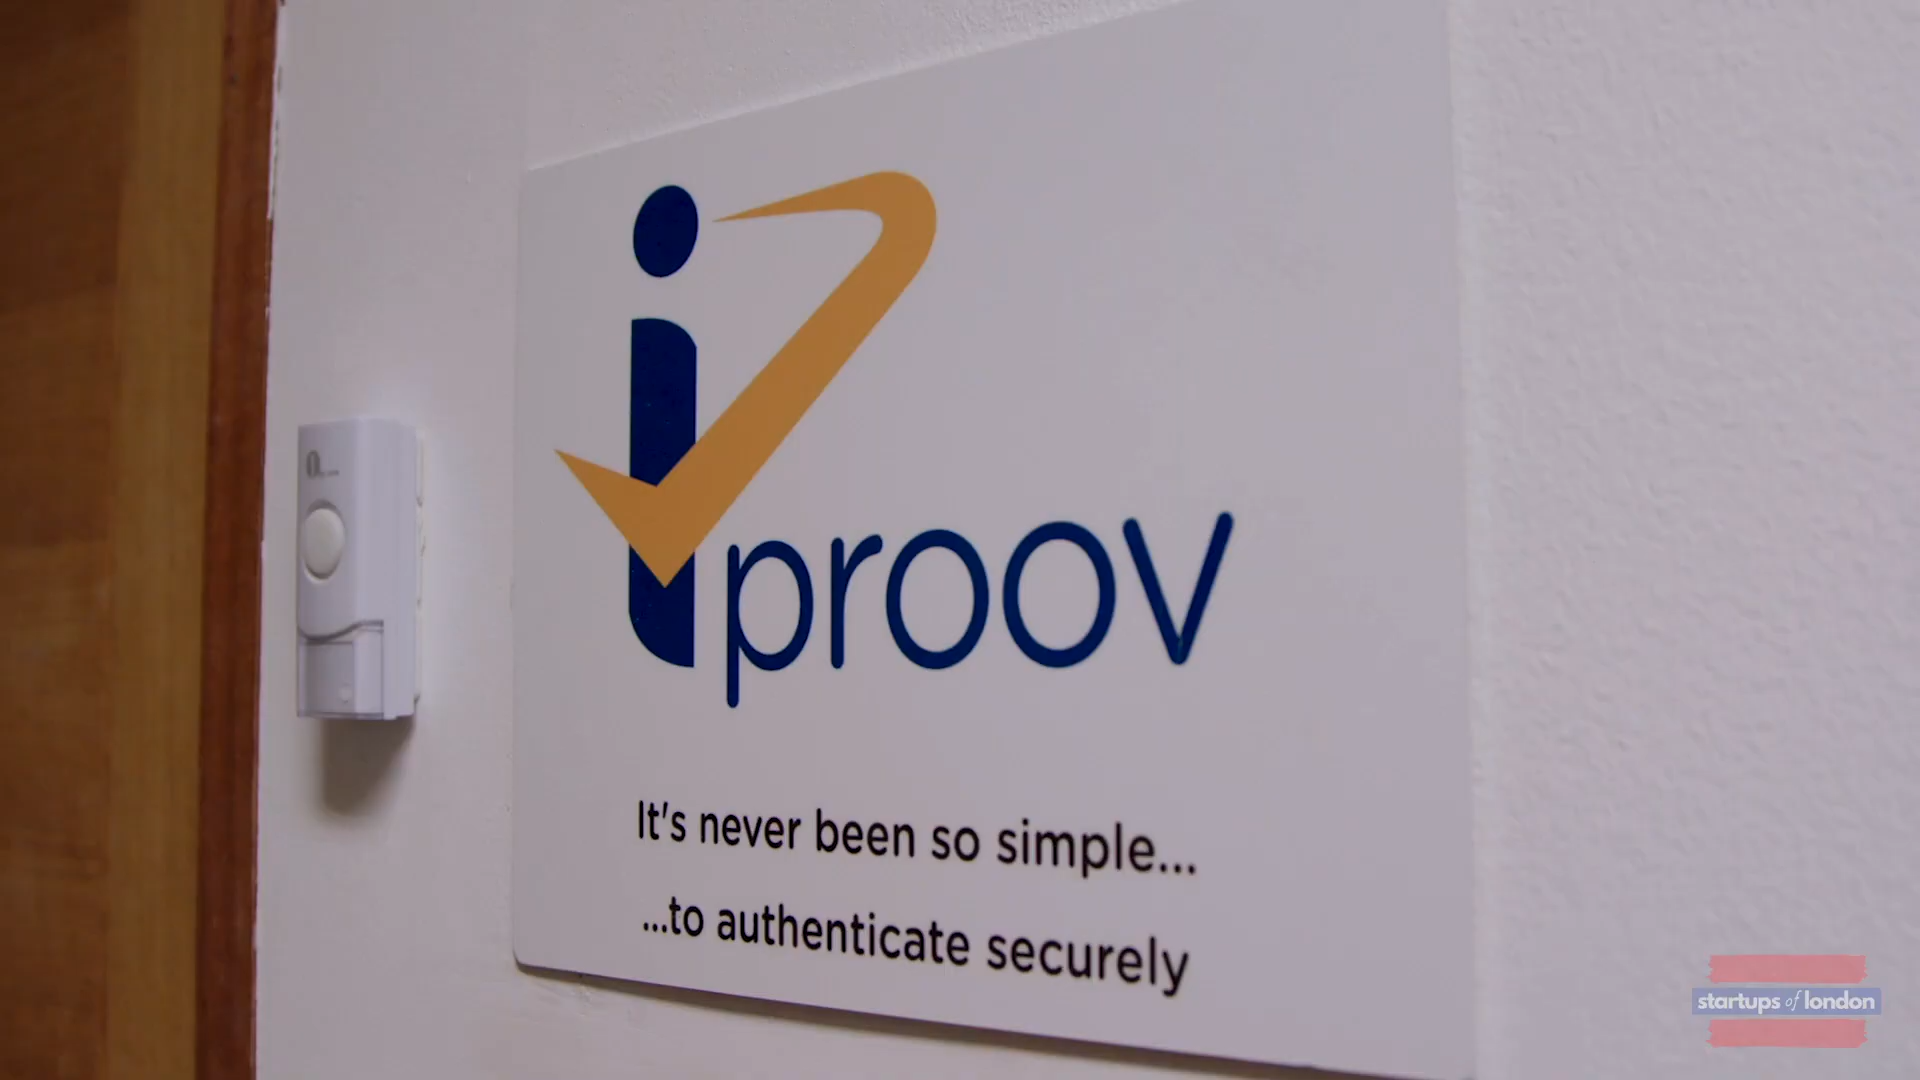 iproov
It's never been so simple...
...to authenticate securely
startups of london